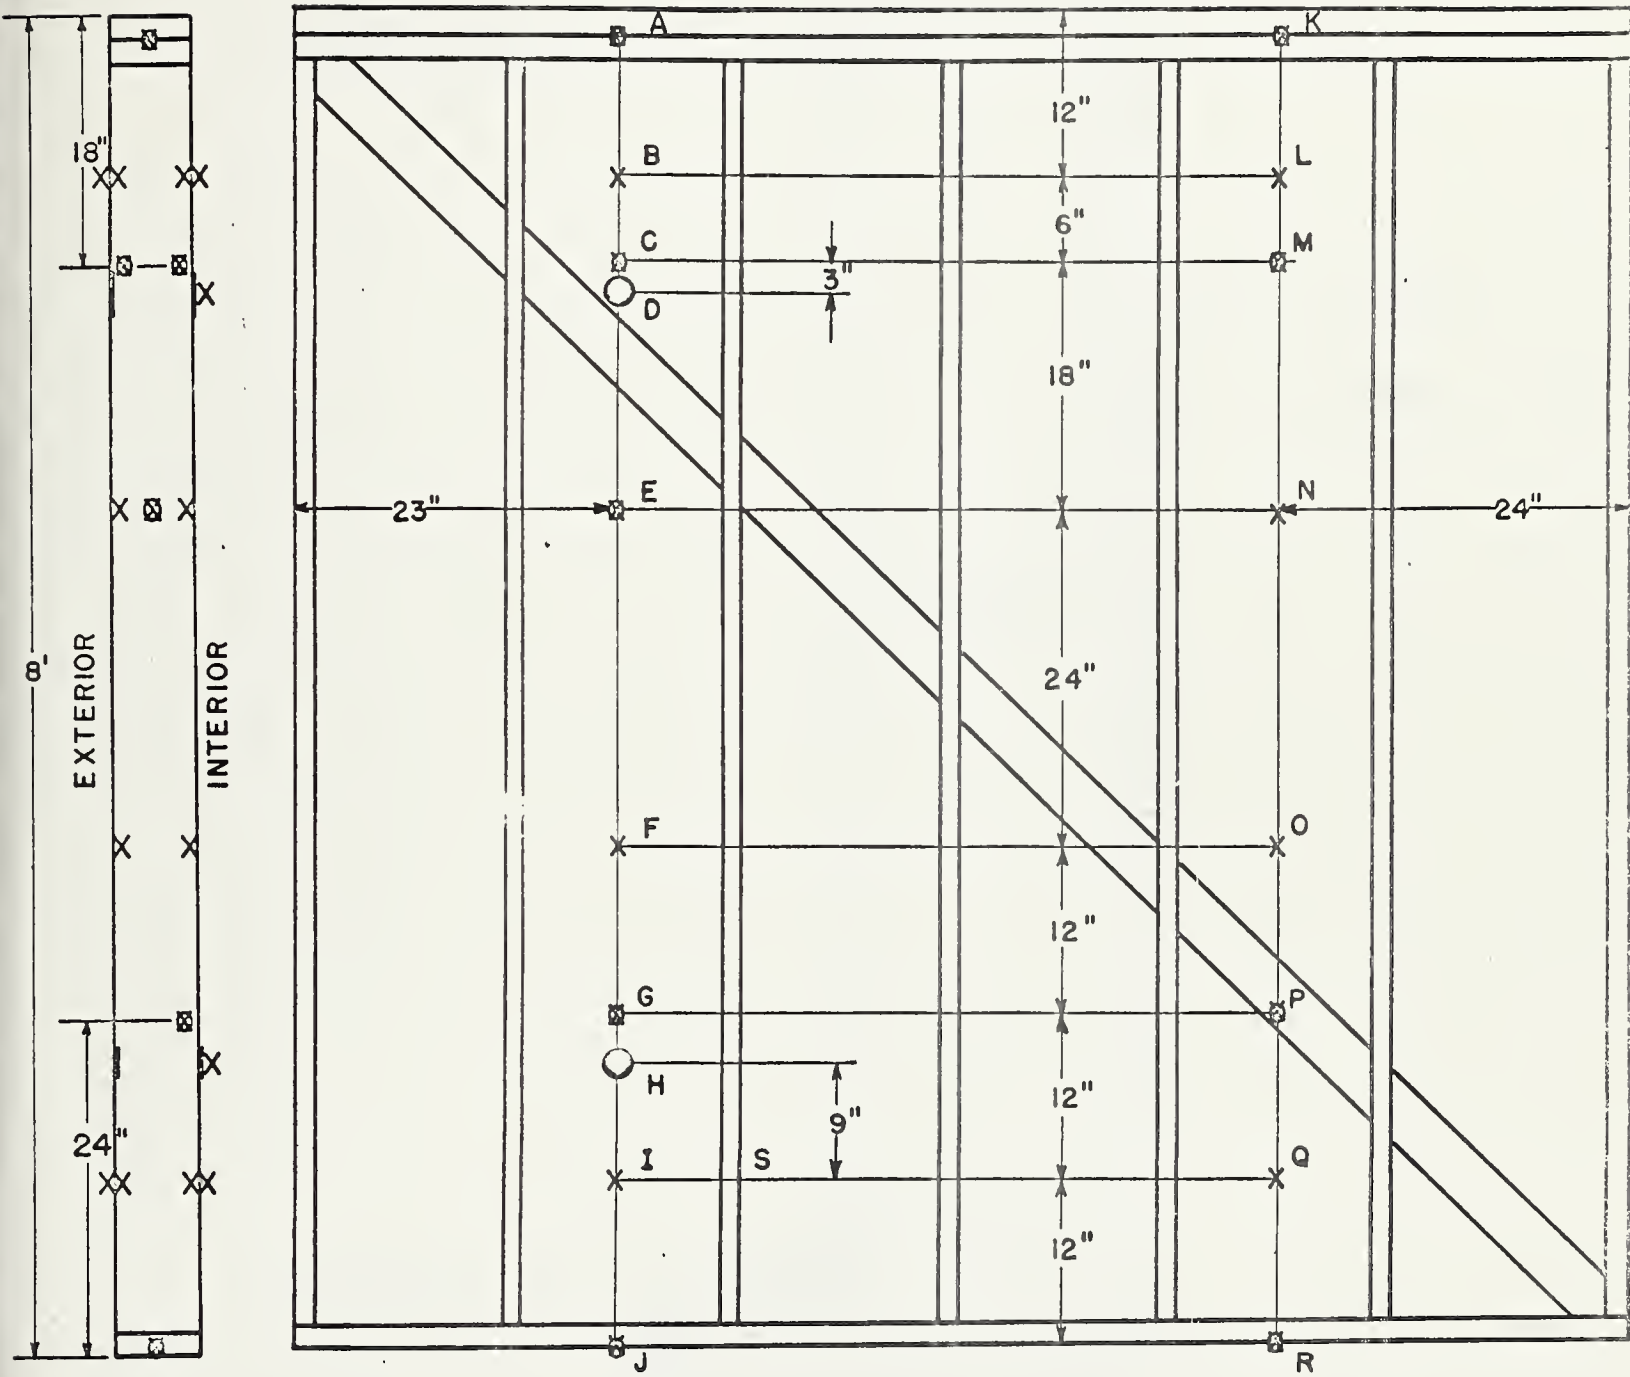 A
K
12"
18"
B
L
6"
C
M
3"
D
18"
E
N
23"
24"
8'
EXTERIOR
INTERIOR
24"
F
O
12"
G
P
H
12"
24"
9"
I
S
Q
12"
J
R